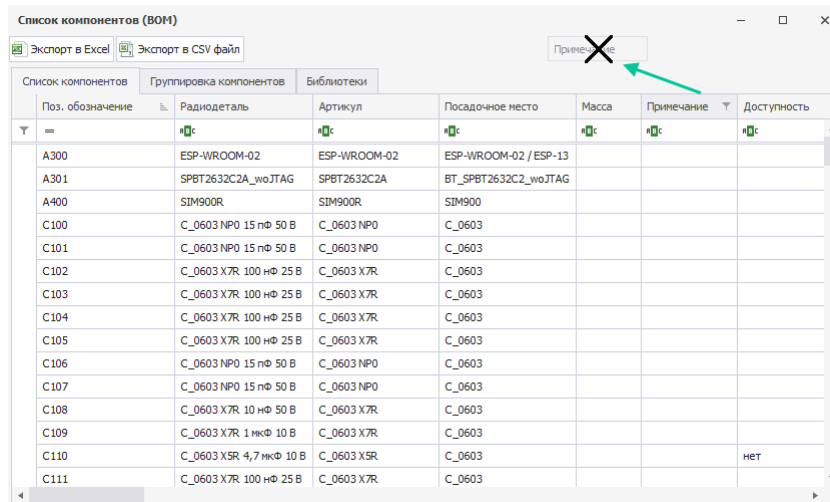 Список компонентов (BOM)
Экспорт в Excel Экспорт в CSV файл Примечание
Список компонентов Группировка компонентов Библиотеки
Поз. обозначение Радиодеталь Артикул Посадочное место Масса Примечание Доступность
= ABC ABC ABC ABC ABC ABC
A300 ESP-WROOM-02 ESP-WROOM-02 ESP-WROOM-02 / ESP-13
A301 SPBT2632C2A_woJTAG SPBT2632C2A BT_SPBT2632C2_woJTAG
A400 SIM900R SIM900R SIM900
C100 C_0603 NP0 15 пФ 50 В C_0603 NP0 C_0603
C101 C_0603 NP0 15 пФ 50 В C_0603 NP0 C_0603
C102 C_0603 X7R 100 нФ 25 В C_0603 X7R C_0603
C103 C_0603 X7R 100 нФ 25 В C_0603 X7R C_0603
C104 C_0603 X7R 100 нФ 25 В C_0603 X7R C_0603
C105 C_0603 X7R 100 нФ 25 В C_0603 X7R C_0603
C106 C_0603 NP0 15 пФ 50 В C_0603 NP0 C_0603
C107 C_0603 NP0 15 пФ 50 В C_0603 NP0 C_0603
C108 C_0603 X7R 10 нФ 50 В C_0603 X7R C_0603
C109 C_0603 X7R 1 мкФ 10 В C_0603 X7R C_0603
C110 C_0603 X5R 4,7 мкФ 10 В C_0603 X5R C_0603 нет
C111 C_0603 X7R 100 нФ 25 В C_0603 X7R C_0603